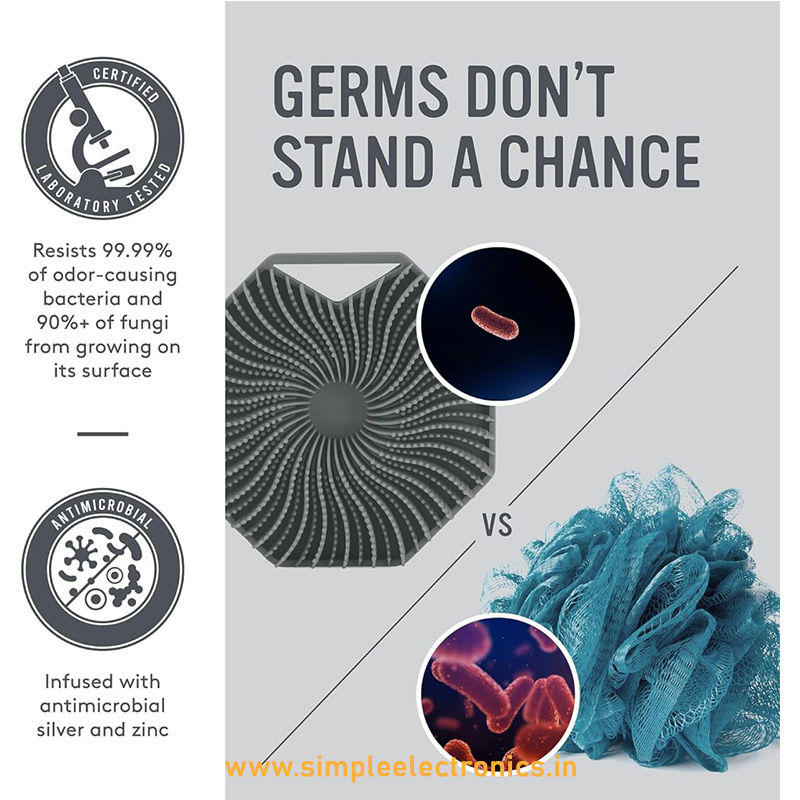 CERTIFIED
LABORATORY TESTED
Resists 99.99%
of odor-causing
bacteria and
90%+ of fungi
from growing on
its surface
ANTIMICROBIAL
Infused with
antimicrobial
silver and zinc
GERMS DON'T
STAND A CHANCE
VS
www.simpleelectronics.in